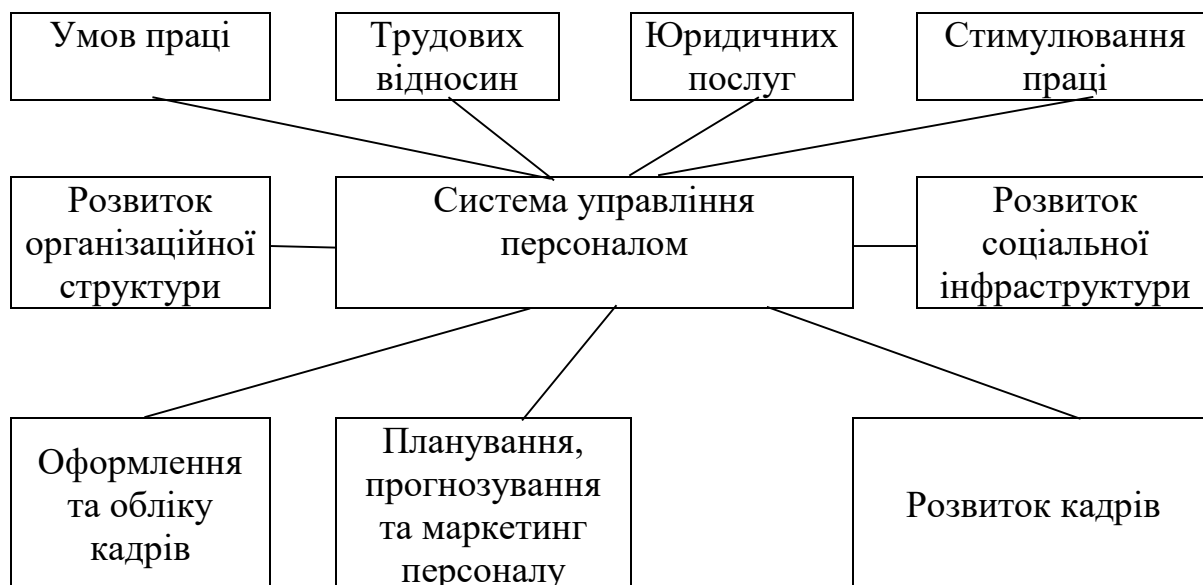 Умов праці
Трудових
відносин
Юридичних
послуг
Стимулювання
праці
Розвиток
організаційної
структури
Система управління
персоналом
Розвиток
соціальної
інфраструктури
Оформлення
та обліку
кадрів
Планування,
прогнозування
та маркетинг
персоналу
Розвиток кадрів